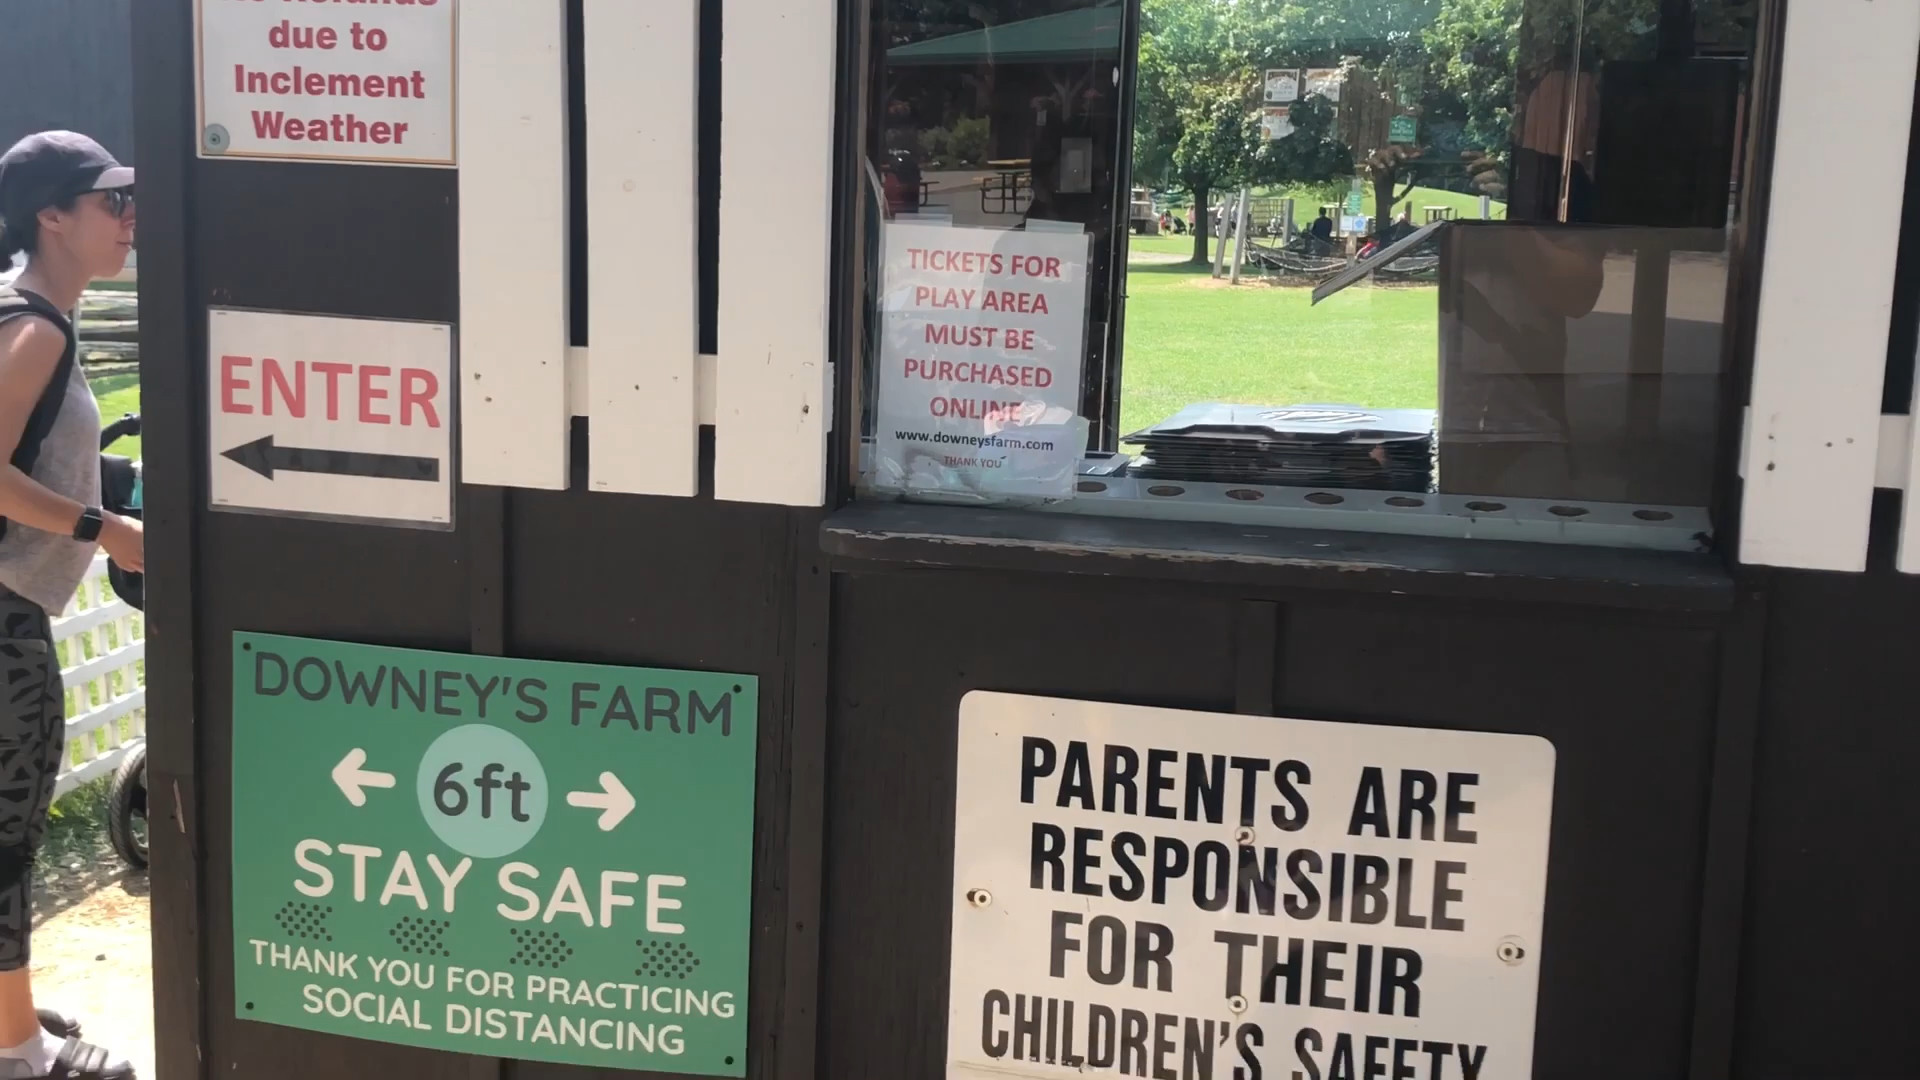 due to
Inclement
Weather
ENTER
TICKETS FOR
PLAY AREA
MUST BE
PURCHASED
ONLINE
www.downeysfarm.com
THANK YOU
DOWNEY'S FARM
6ft
STAY SAFE
THANK YOU FOR PRACTICING
SOCIAL DISTANCING
PARENTS ARE
RESPONSIBLE
FOR THEIR
CHILDREN'S SAFETY